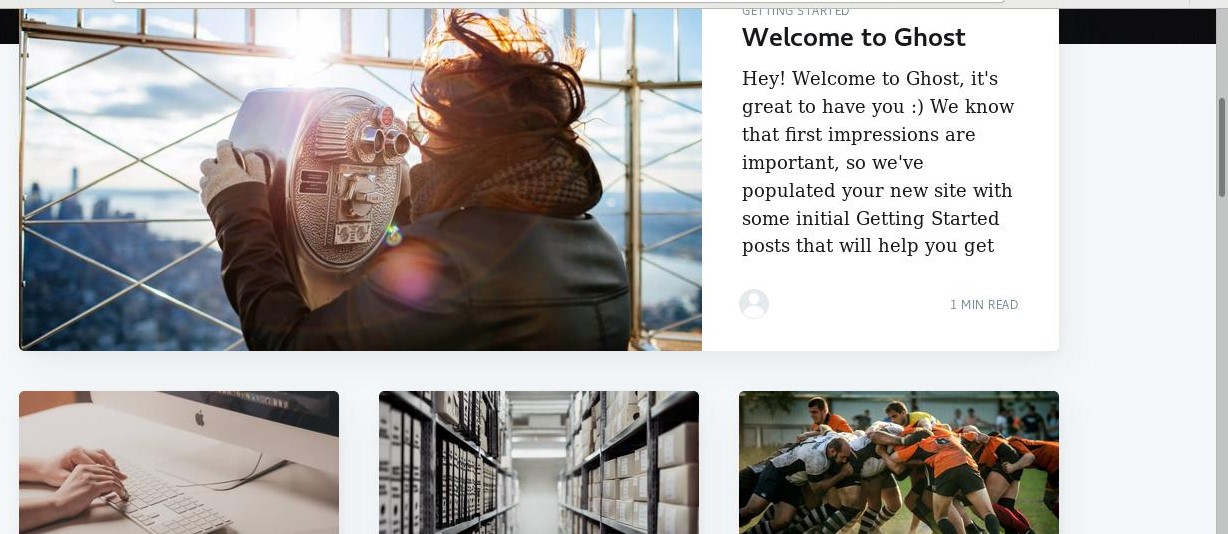 GETTING STARTED
Welcome to Ghost
Hey! Welcome to Ghost, it's
great to have you :) We know
that first impressions are
important, so we've
populated your new site with
some initial Getting Started
posts that will help you get
1 MIN READ